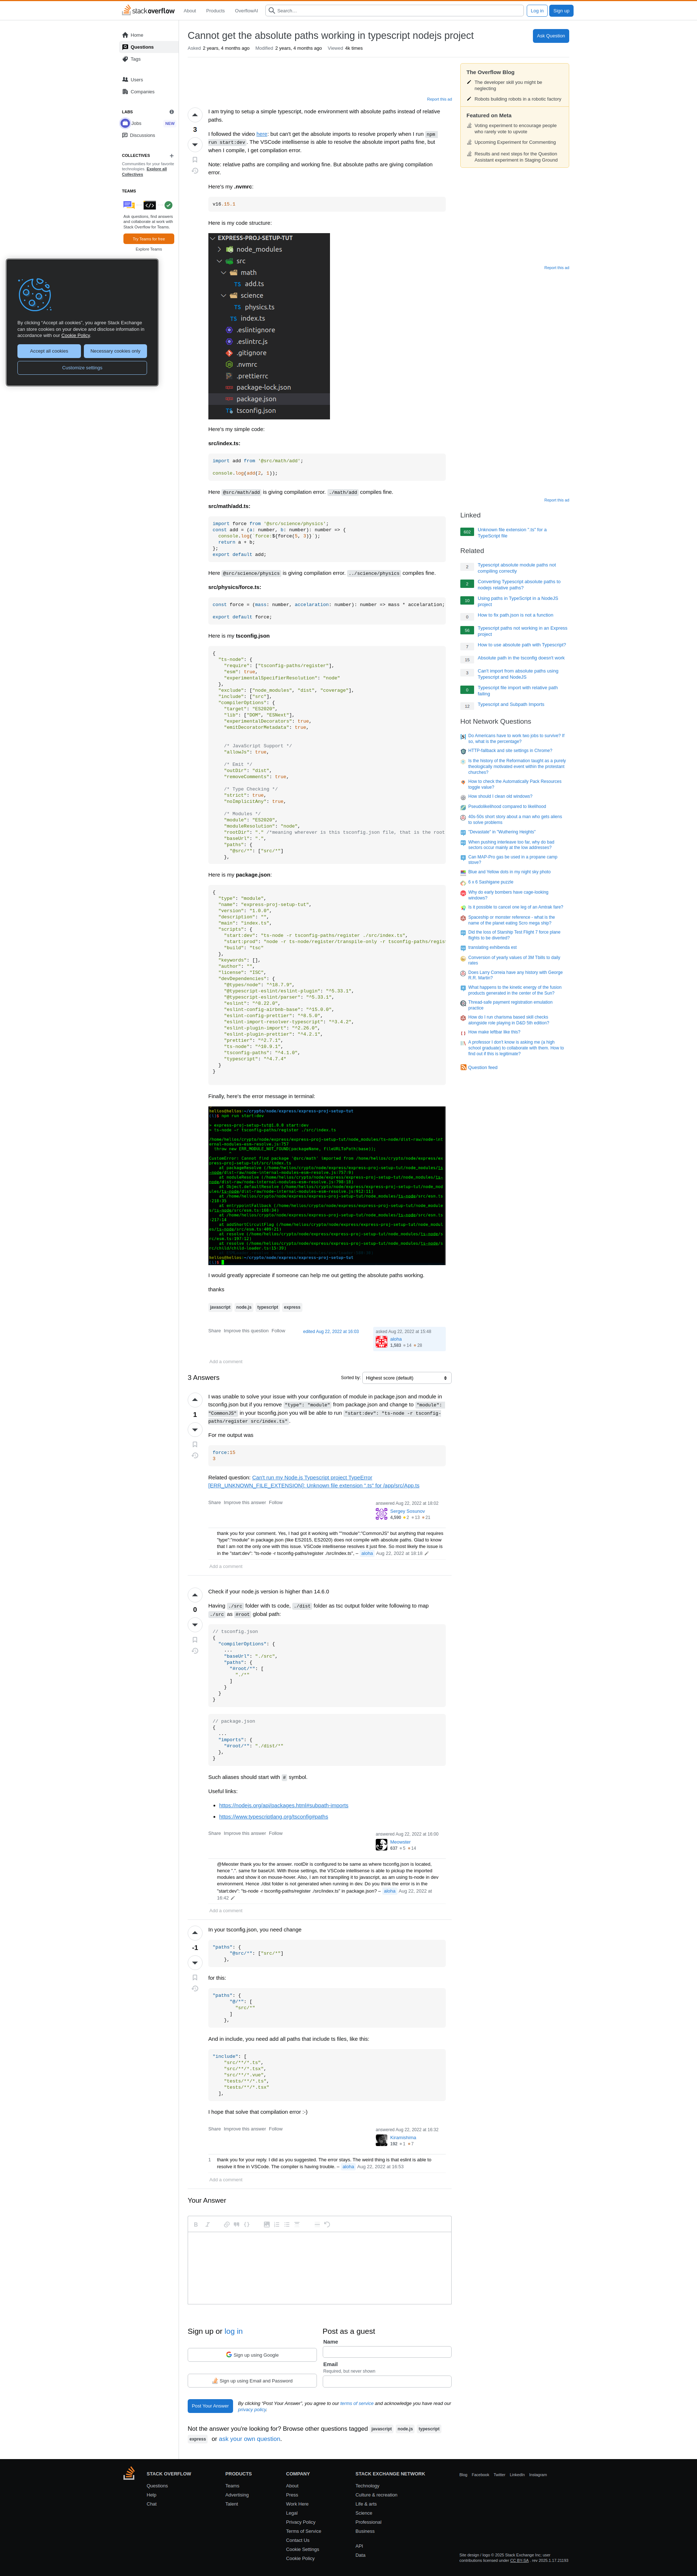 stackoverflow
About
Products
OverflowAI
Search…
Log in
Sign up
Home
Questions
Tags
Users
Companies
LABS
Jobs
NEW
Discussions
COLLECTIVES
Communities for your favorite technologies. Explore all Collectives
TEAMS
Ask questions, find answers and collaborate at work with Stack Overflow for Teams.
Try Teams for free
Explore Teams
By clicking “Accept all cookies”, you agree Stack Exchange can store cookies on your device and disclose information in accordance with our Cookie Policy.
Accept all cookies
Necessary cookies only
Customize settings
Cannot get the absolute paths working in typescript nodejs project
Ask Question
Asked 2 years, 4 months ago
Modified 2 years, 4 months ago
Viewed 4k times
Report this ad
3
I am trying to setup a simple typescript, node environment with absolute paths instead of relative paths.
I followed the video here: but can't get the absolute imports to resolve properly when I run npm run start:dev. The VSCode intellisense is able to resolve the absolute import paths fine, but when I compile, I get compilation error.
Note: relative paths are compiling and working fine. But absolute paths are giving compilation error.
Here's my .nvmrc:
v16.15.1
Here is my code structure:
EXPRESS-PROJ-SETUP-TUT
node_modules
src
math
add.ts
science
physics.ts
index.ts
.eslintignore
.eslintrc.js
.gitignore
.nvmrc
.prettierrc
package-lock.json
package.json
tsconfig.json
Here's my simple code:
src/index.ts:
import add from '@src/math/add';
console.log(add(2, 1));
Here @src/math/add is giving compilation error. ./math/add compiles fine.
src/math/add.ts:
import force from '@src/science/physics';
const add = (a: number, b: number): number => {
console.log(`force:${force(5, 3)}`);
return a + b;
};
export default add;
Here @src/science/physics is giving compilation error. ../science/physics compiles fine.
src/physics/force.ts:
const force = (mass: number, acceleration: number): number => mass * acceleration;
export default force;
Here is my tsconfig.json
{
"ts-node": {
"require": ["tsconfig-paths/register"],
"esm": true,
"experimentalSpecifierResolution": "node"
},
"exclude": ["node_modules", "dist", "coverage"],
"include": ["src"],
"compilerOptions": {
"target": "ES2020",
"lib": ["DOM", "ESNext"],
"experimentalDecorators": true,
"emitDecoratorMetadata": true,
/* JavaScript Support */
"allowJs": true,
/* Emit */
"outDir": "dist",
"removeComments": true,
/* Type Checking */
"strict": true,
"noImplicitAny": true,
/* Modules */
"module": "ES2020",
"moduleResolution": "node",
"rootDir": "." /*meaning wherever is this tsconfig.json file, that is the root
"baseUrl": ".",
"paths": {
"@src/*": ["src/*"]
},
Here is my package.json:
{
"type": "module",
"name": "express-proj-setup-tut",
"version": "1.0.0",
"description": "",
"main": "index.ts",
"scripts": {
"start:dev": "ts-node -r tsconfig-paths/register ./src/index.ts",
"start:prod": "node -r ts-node/register/transpile-only -r tsconfig-paths/regist
"build": "tsc"
},
"keywords": [],
"author": "",
"license": "ISC",
"devDependencies": {
"@types/node": "^10.7.9",
"@typescript-eslint/eslint-plugin": "^5.33.1",
"@typescript-eslint/parser": "^5.33.1",
"eslint": "^8.22.0",
"eslint-config-airbnb-base": "^15.0.0",
"eslint-config-prettier": "^8.5.0",
"eslint-import-resolver-typescript": "^3.4.2",
"eslint-plugin-import": "^2.26.0",
"eslint-plugin-prettier": "^4.2.1",
"prettier": "^2.7.1",
"ts-node": "^10.9.1",
"tsconfig-paths": "^4.1.0",
"typescript": "^4.7.4"
}
}
Finally, here's the error message in terminal:
I would greatly appreciate if someone can help me out getting the absolute paths working.
thanks
javascript node.js typescript express
Share Improve this question Follow
edited Aug 22, 2022 at 16:03
asked Aug 22, 2022 at 15:48
aloha
Add a comment
3 Answers
Sorted by:
Highest score (default)
1
I was unable to solve your issue with your configuration of module in package.json and module in tsconfig.json but if you remove "type": "module" from package.json and change to "module": "CommonJS" in your tsconfig.json you will be able to run "start:dev": "ts-node -r tsconfig-paths/register src/index.ts".
For me output was
force:15
3
Related question: Can't run my Node.js Typescript project TypeError [ERR_UNKNOWN_FILE_EXTENSION]: Unknown file extension ".ts" for /app/src/App.ts
Share Improve this answer Follow
answered Aug 22, 2022 at 18:02
Sergey Sosunov
thank you for your comment. Yes, I had got it working with '"module":"CommonJS" but anything that requires "type":"module" in package.json (like ES2015, ES2020) does not compile with absolute paths. Glad to know that I am not the only one with this issue. VSCode intellisense resolves it just fine. So most likely the issue is in the "start:dev": "ts-node -r tsconfig-paths/register ./src/index.ts", – aloha Aug 22, 2022 at 18:18
Add a comment
0
Check if your node.js version is higher than 14.6.0
Having ./src folder with ts code, ./dist folder as tsc output folder write following to map ./src as #root global path:
// tsconfig.json
{
"compilerOptions": {
...
"baseUrl": "./src",
"paths": {
"#root/*": [
"./*"
]
}
}
}
// package.json
{
...
"imports": {
"#root/*": "./dist/*"
},
}
Such aliases should start with # symbol.
Useful links:
https://nodejs.org/api/packages.html#subpath-imports
https://www.typescriptlang.org/tsconfig#paths
Share Improve this answer Follow
answered Aug 22, 2022 at 16:00
Meoister
@Meoister thank you for the answer. rootDir is configured to be same as where tsconfig.json is located, hence ".". same for baseUrl. With those settings, the VSCode intellisense is able to pickup the imported modules and show it on mouse-hover. Also, I am not transpiling it to javascript, as am using ts-node in dev environment. Hence ./dist folder is not generated when running in dev. Do you think the error is in the "start:dev": "ts-node -r tsconfig-paths/register ./src/index.ts" in package.json? – aloha Aug 22, 2022 at 16:42
Add a comment
-1
In your tsconfig.json, you need change
"paths": {
"@src/*": ["src/*"]
},
for this:
"paths": {
"@/*": [
"src/*"
]
},
And in include, you need add all paths that include ts files, like this:
"include": [
"src/**/*.ts",
"src/**/*.tsx",
"src/**/*.vue",
"tests/**/*.ts",
"tests/**/*.tsx"
],
I hope that solve that compilation error :-)
Share Improve this answer Follow
answered Aug 22, 2022 at 16:32
Kiramishima
1
thank you for your reply. I did as you suggested. The error stays. The weird thing is that eslint is able to resolve it fine in VSCode. The compiler is having trouble. – aloha Aug 22, 2022 at 16:53
Add a comment
Your Answer
Sign up or log in
Sign up using Google
Sign up using Email and Password
Post as a guest
Name
Email
Required, but never shown
Post Your Answer
By clicking “Post Your Answer”, you agree to our terms of service and acknowledge you have read our privacy policy.
Not the answer you're looking for? Browse other questions tagged javascript node.js typescript express or ask your own question.
The Overflow Blog
The developer skill you might be neglecting
Robots building robots in a robotic factory
Featured on Meta
Voting experiment to encourage people who rarely vote to upvote
Upcoming Experiment for Commenting
Results and next steps for the Question Assistant experiment in Staging Ground
Report this ad
Report this ad
Linked
Unknown file extension ".ts" for a TypeScript file
Related
2 Typescript absolute module paths not compiling correctly
2 Converting Typescript absolute paths to nodejs relative paths?
10 Using paths in TypeScript in a NodeJS project
0 How to fix path.join is not a function
Typescript paths not working in an Express project
7 How to use absolute path with Typescript?
Absolute path in the tsconfig doesn't work
3 Can't import from absolute paths using Typescript and NodeJS
Typescript file import with relative path failing
12 Typescript and Subpath Imports
Hot Network Questions
Do Americans have to work two jobs to survive? If so, what is the percentage?
HTTP fallback and site settings in Chrome?
Is the history of the Reformation taught as a purely theologically motivated event within the protestant churches?
How to check the Automatically Pack Resources toggle value?
How should I clean old windows?
Pseudolikelihood compared to likelihood
40s-50s short story about a man who gets aliens to solve problems
"Devastate" in "Wuthering Heights"
When pushing interleave too far, why do bad sectors occur mainly at the low addresses?
Can MAP-Pro gas be used in a propane camp stove?
Blue and Yellow dots in my night sky photo
6 x 6 Sashigane puzzle
Why did early bombers have cage-looking windows?
Is it possible to cancel one leg of an Amtrak fare?
Spaceship or monster reference - what is the name of the planet eating Scro mega ship?
Did the loss of Starship Test Flight 7 force plane flights to be diverted?
translating exhibenda est
Conversion of yearly values of 3M Tbills to daily rates
Does Larry Correia have any history with George R.R. Martin?
What happens to the kinetic energy of the fusion products generated in the center of the Sun?
Thread-safe payment registration emulation practice
How do I run charisma based skill checks alongside role playing in D&D 5th edition?
How make leftbar like this?
A professor I don't know is asking me (a high school graduate) to collaborate with them. How to find out if this is legitimate?
Question feed
STACK OVERFLOW
Questions
Help
Chat
PRODUCTS
Teams
Advertising
Talent
COMPANY
About
Press
Work Here
Legal
Privacy Policy
Terms of Service
Contact Us
Cookie Settings
Cookie Policy
STACK EXCHANGE NETWORK
Technology
Culture & recreation
Life & arts
Science
Professional
Business
API
Data
Blog Facebook Twitter LinkedIn Instagram
Site design / logo © 2025 Stack Exchange Inc; user contributions licensed under CC BY-SA . rev 2025.1.17.21193